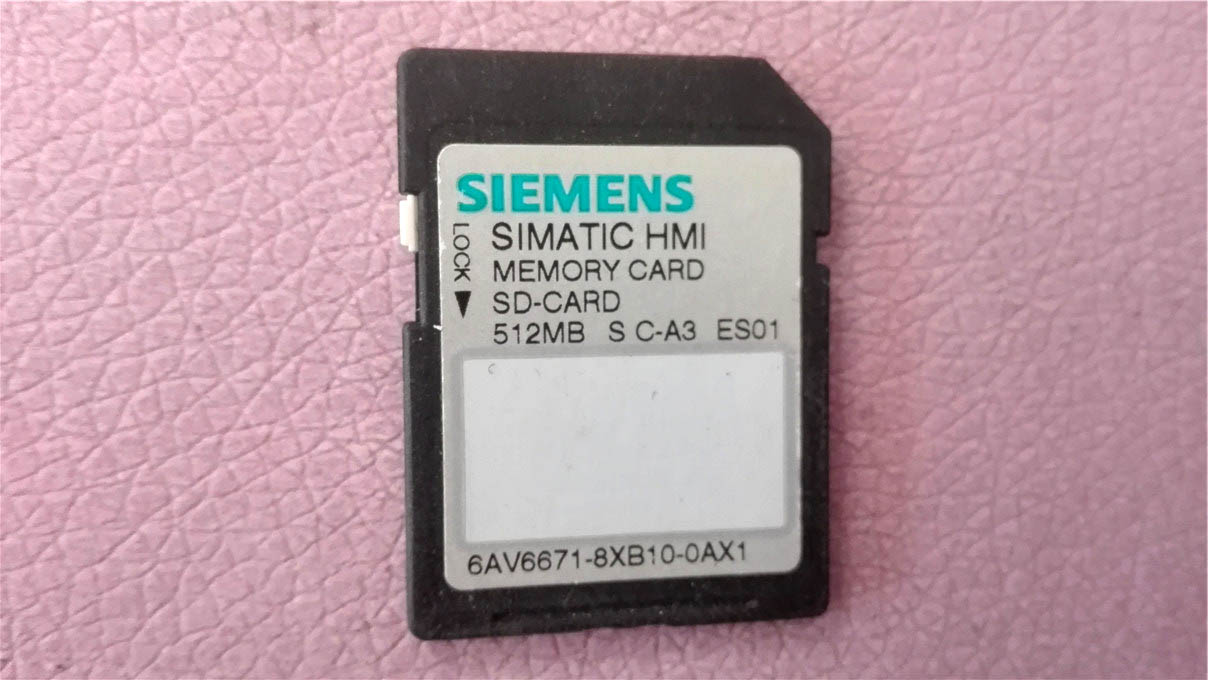 SIEMENS
SIMATIC HMI
MEMORY CARD
SD-CARD
512MB S C-A3 ES01
LOCK
6AV6671-8XB10-0AX1